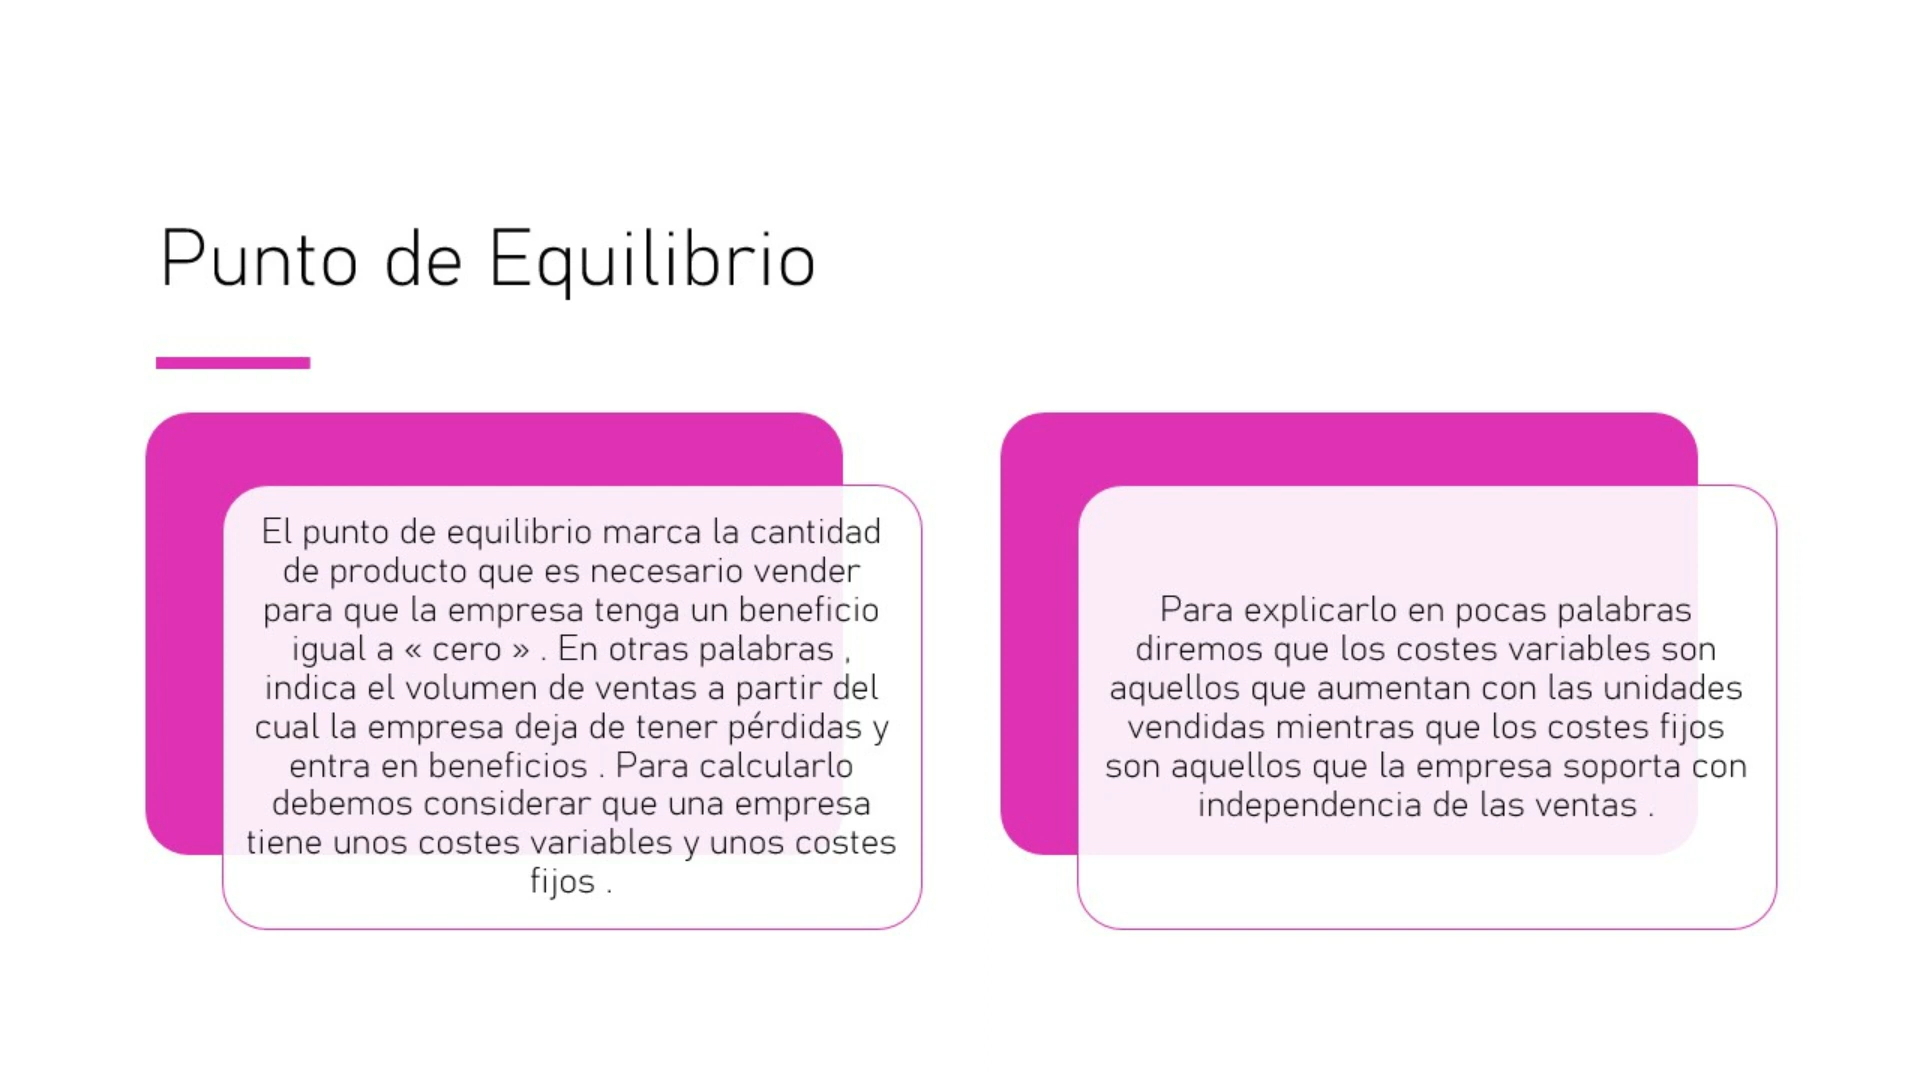 Punto de Equilibrio
El punto de equilibrio marca la cantidad
de producto que es necesario vender
para que la empresa tenga un beneficio
igual a « cero » . En otras palabras ,
indica el volumen de ventas a partir del
cual la empresa deja de tener pérdidas y
entra en beneficios . Para calcularlo
debemos considerar que una empresa
tiene unos costes variables y unos costes
fijos .
Para explicarlo en pocas palabras
diremos que los costes variables son
aquellos que aumentan con las unidades
vendidas mientras que los costes fijos
son aquellos que la empresa soporta con
independencia de las ventas .